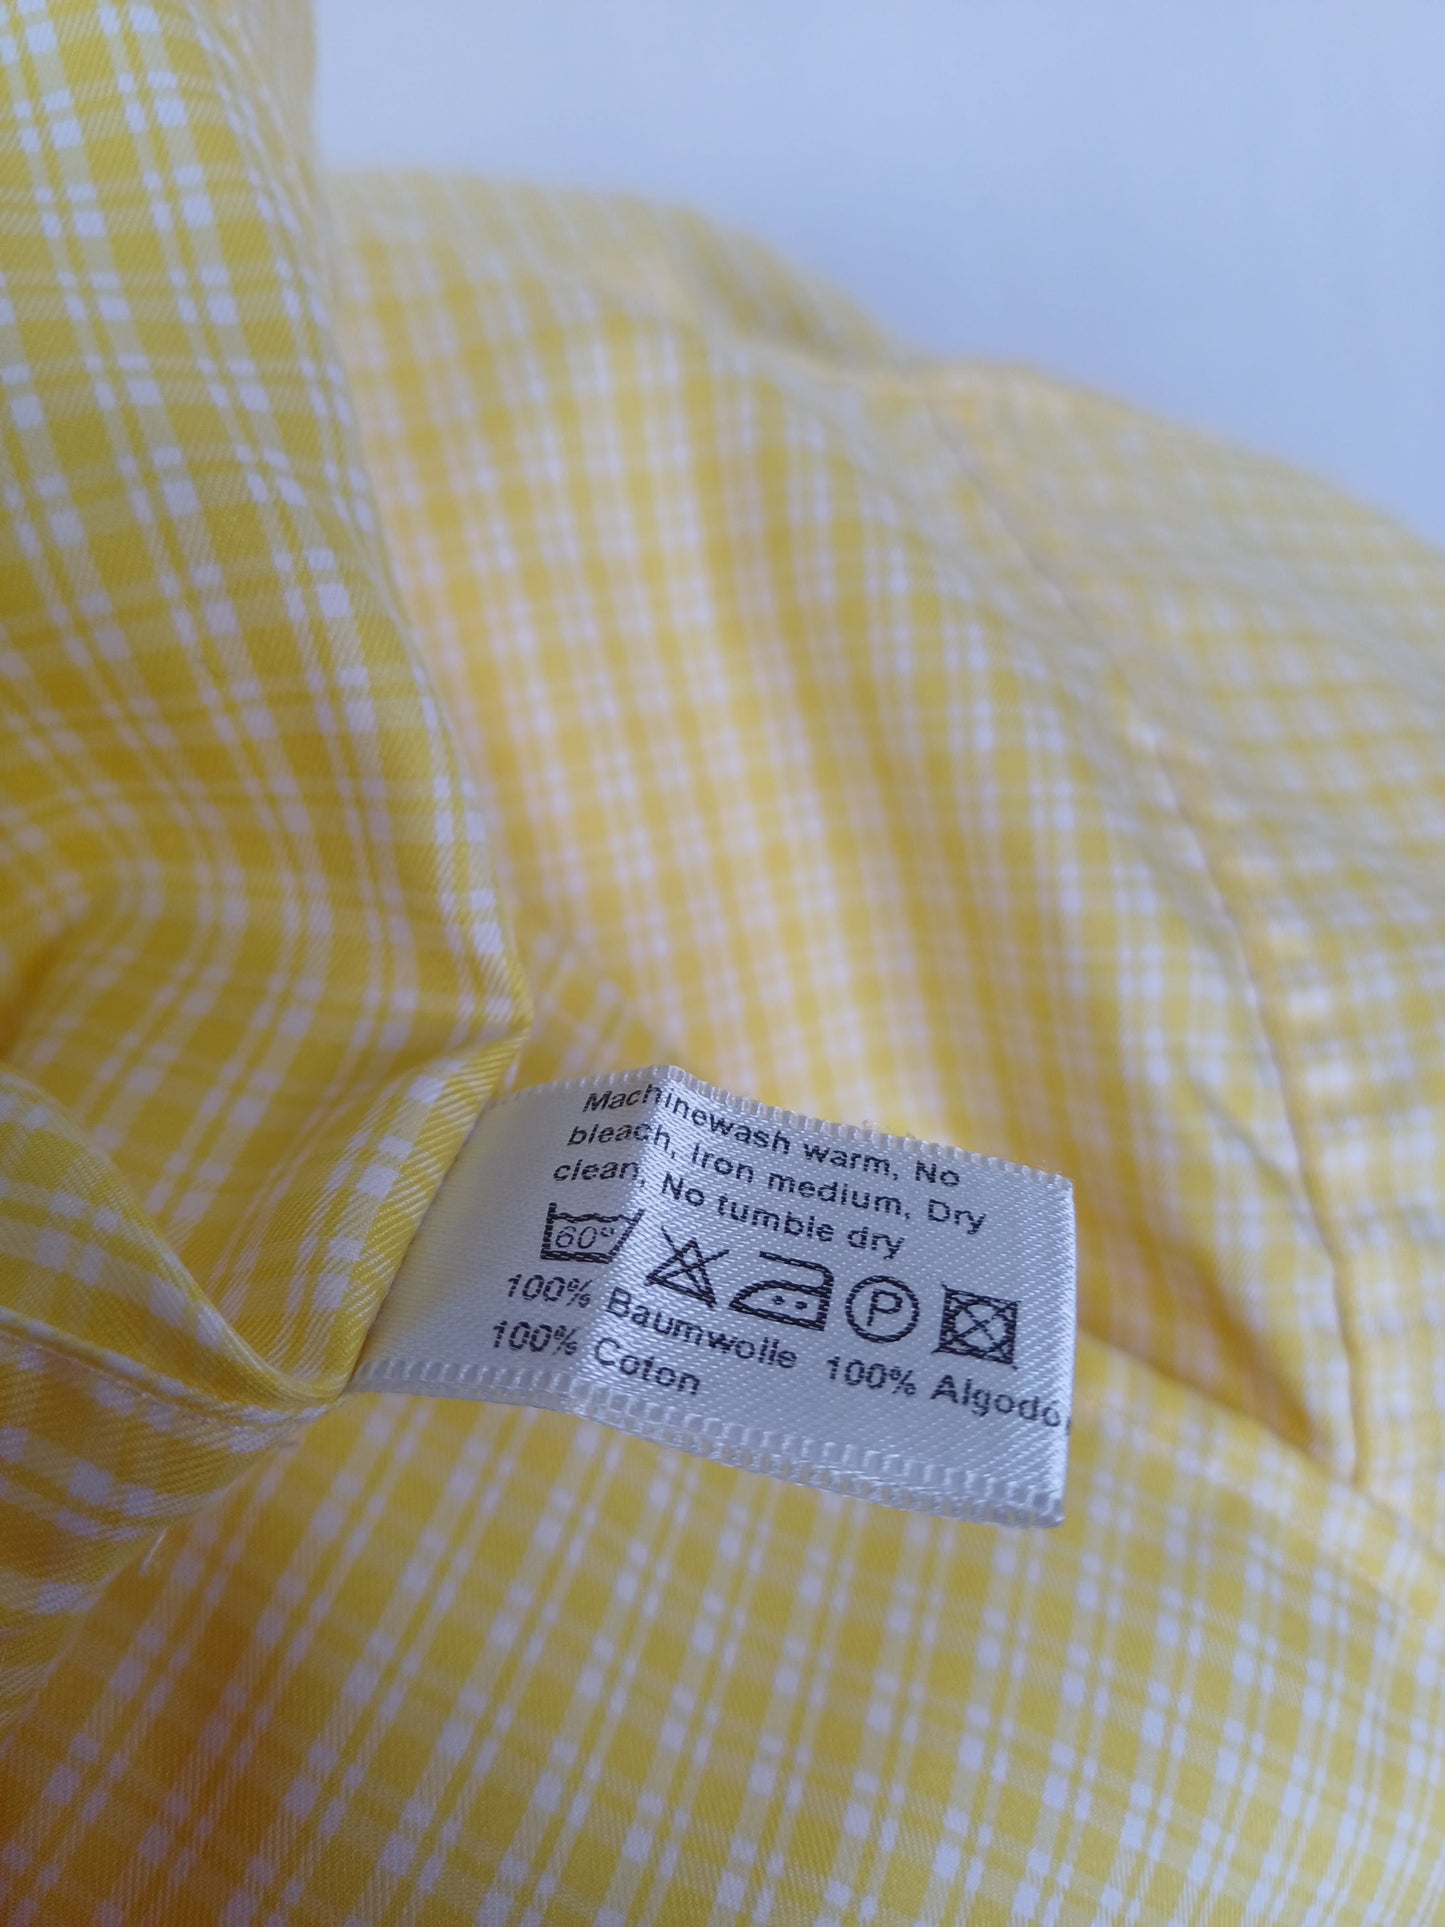 Machinewash warm, No
bleach, Iron medium, Dry
clean, No tumble dry
60°
P
100% Baumwolle 100% Algodó
100% Coton